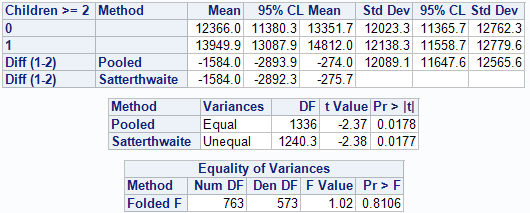 Children >= 2 Method Mean 95% CL Mean Std Dev 95% CL Std Dev
0 12366.0 11380.3 13351.7 12023.3 11365.7 12762.3
1 13949.9 13087.9 14812.0 12138.3 11558.7 12779.6
Diff (1-2) Pooled -1584.0 -2893.9 -274.0 12089.1 11647.6 12565.6
Diff (1-2) Satterthwaite -1584.0 -2892.3 -275.7
Method Variances DF t Value Pr > |t|
Pooled Equal 1336 -2.37 0.0178
Satterthwaite Unequal 1240.3 -2.38 0.0177
Equality of Variances
Method Num DF Den DF F Value Pr > F
Folded F 763 573 1.02 0.8106